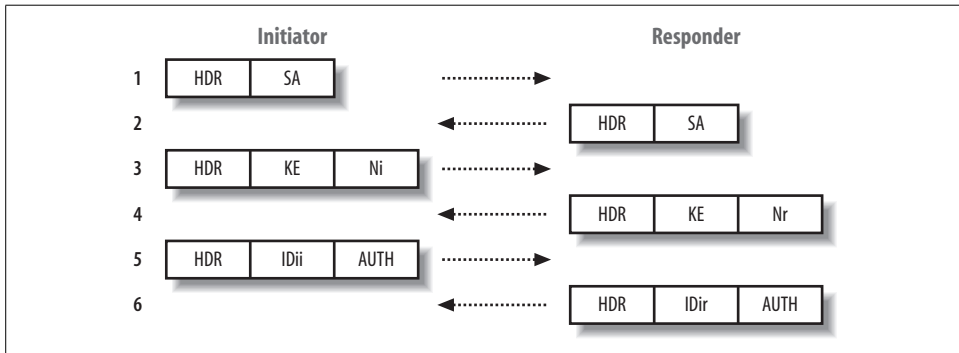 Initiator Responder
1 HDR SA
2 HDR SA
3 HDR KE Ni
4 HDR KE Nr
5 HDR IDii AUTH
6 HDR IDir AUTH